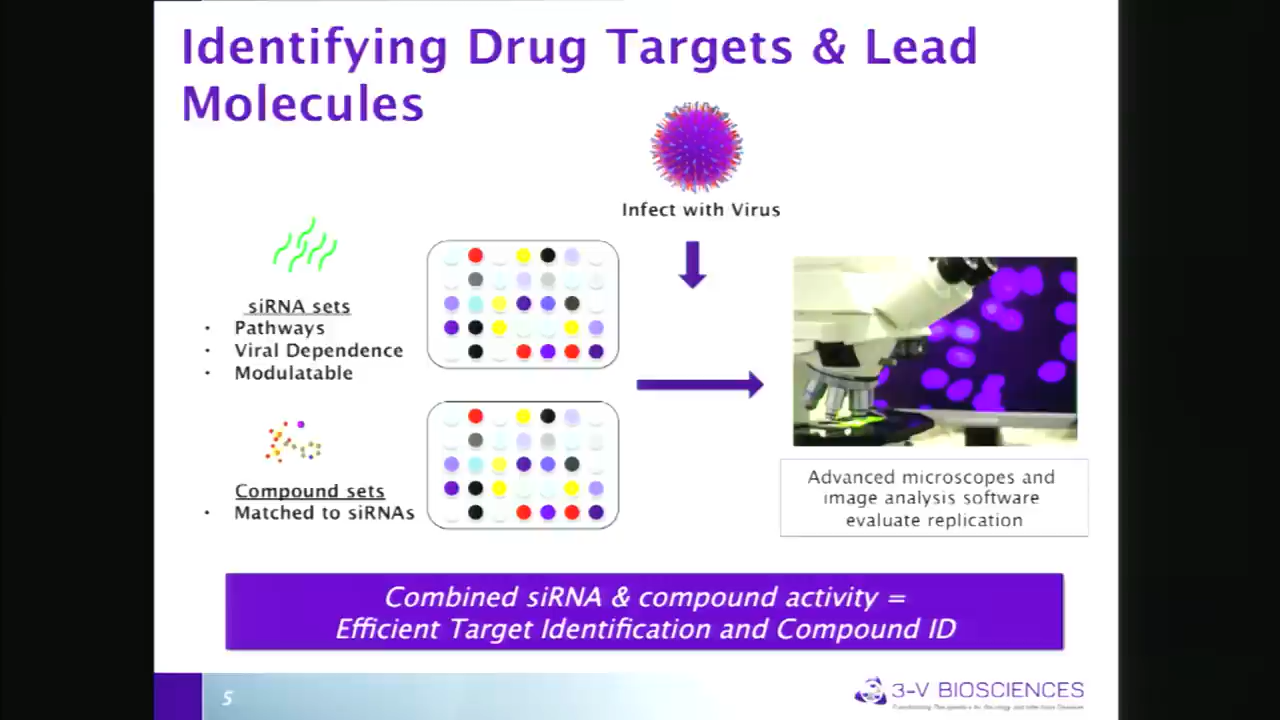 Identifying Drug Targets & Lead
Molecules
Infect with Virus
siRNA sets
· Pathways
· Viral Dependence
· Modulatable
Compound sets
· Matched to siRNAs
Advanced microscopes and
image analysis software
evaluate replication
Combined siRNA & compound activity =
Efficient Target Identification and Compound ID
5
3-V BIOSCIENCES